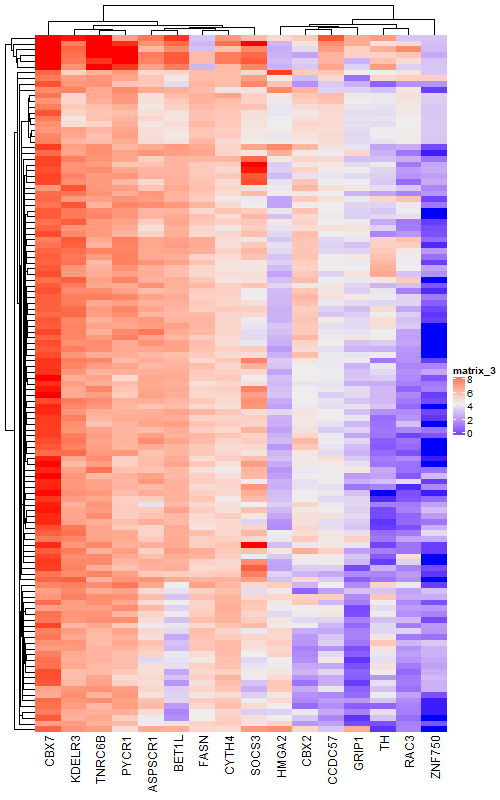 matrix_3
8
6
4
2
0
CBX7
KDELR3
TNRC6B
PYCR1
ASPSCR1
BET1L
FASN
CYTH4
SOCS3
HMGA2
CBX2
CCDC57
GRIP1
TH
RAC3
ZNF750